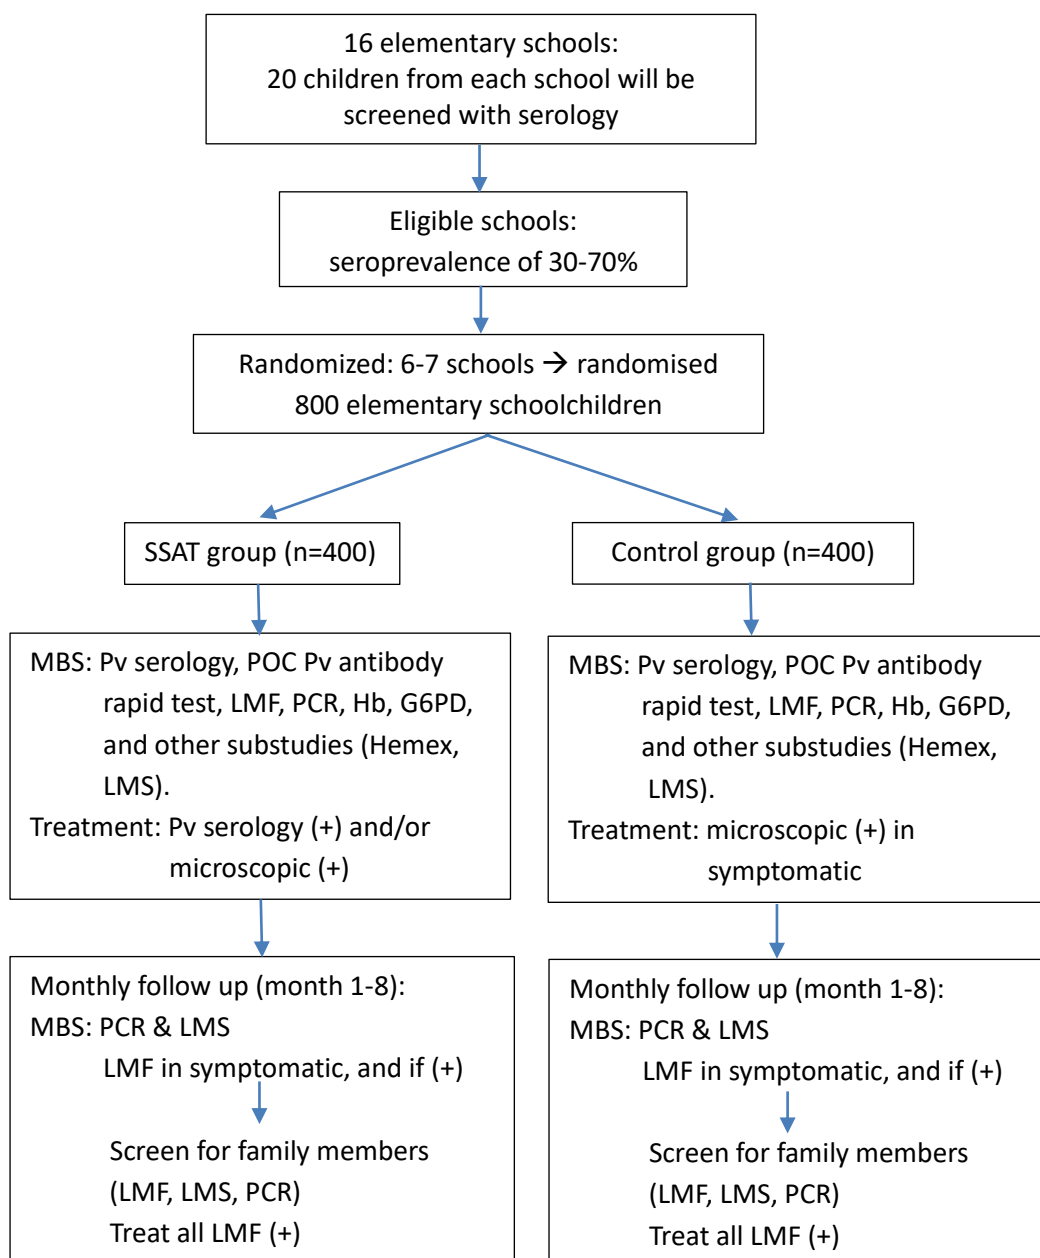 16 elementary schools:
20 children from each school will be
screened with serology
Eligible schools:
seroprevalence of 30-70%
Randomized: 6-7 schools → randomised
800 elementary schoolchildren
SSAT group (n=400)
Control group (n=400)
MBS: Pv serology, POC Pv antibody
rapid test, LMF, PCR, Hb, G6PD,
and other substudies (Hemex,
LMS).
Treatment: Pv serology (+) and/or
microscopic (+)
MBS: Pv serology, POC Pv antibody
rapid test, LMF, PCR, Hb, G6PD,
and other substudies (Hemex,
LMS).
Treatment: microscopic (+) in
symptomatic
Monthly follow up (month 1-8):
MBS: PCR & LMS
LMF in symptomatic, and if (+)
Screen for family members
(LMF, LMS, PCR)
Treat all LMF (+)
Monthly follow up (month 1-8):
MBS: PCR & LMS
LMF in symptomatic, and if (+)
Screen for family members
(LMF, LMS, PCR)
Treat all LMF (+)